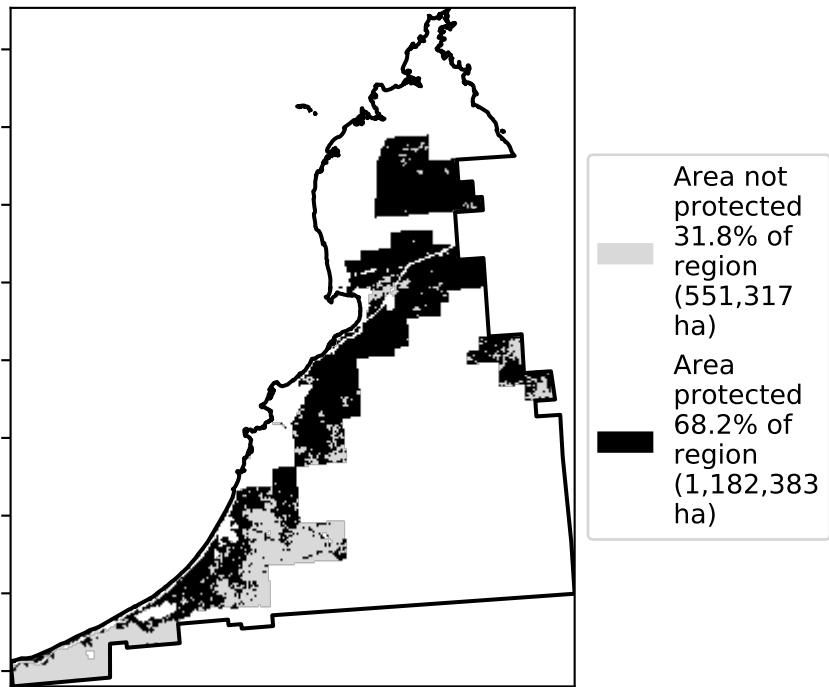 Area not
protected
31.8% of
region
(551,317
ha)
Area
protected
68.2% of
region
(1,182,383
ha)